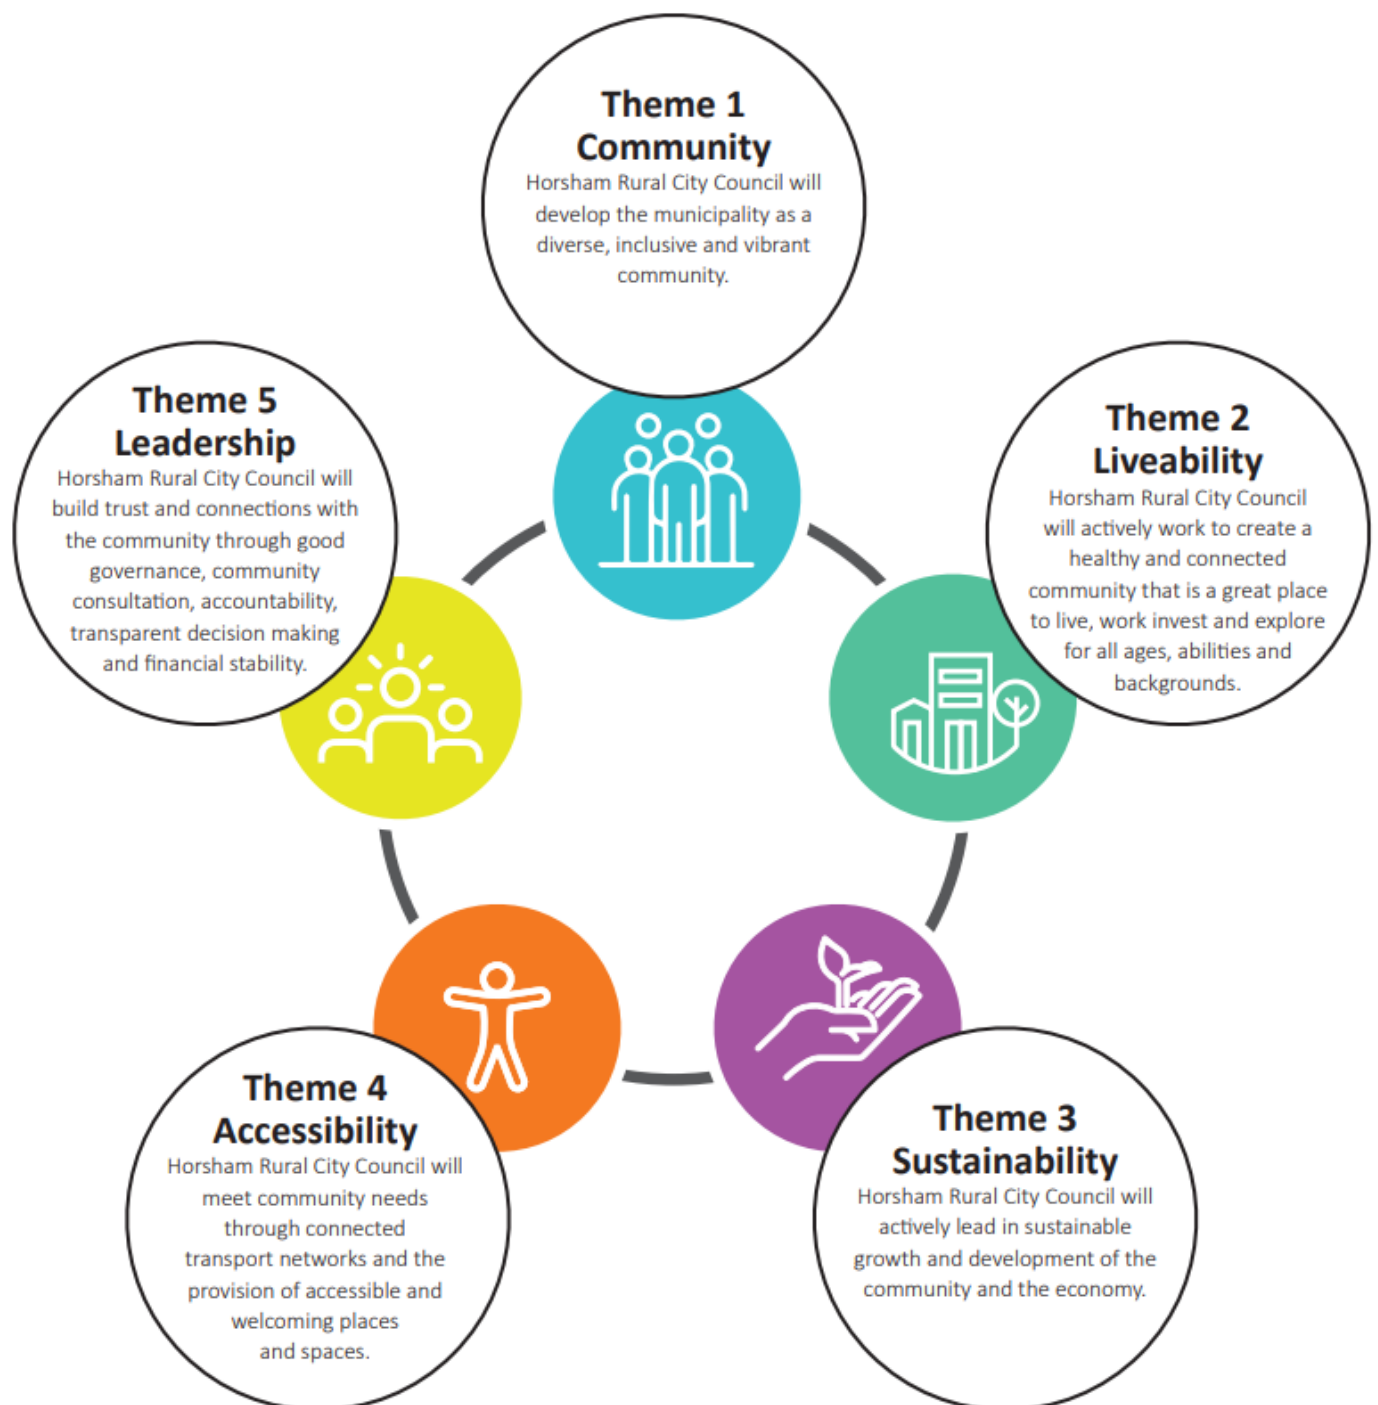 Theme 1
Community
Horsham Rural City Council will
develop the municipality as a
diverse, inclusive and vibrant
community.
Theme 2
Liveability
Horsham Rural City Council
will actively work to create a
healthy and connected
community that is a great place
to live, work invest and explore
for all ages, abilities and
backgrounds.
Theme 3
Sustainability
Horsham Rural City Council will
actively lead in sustainable
growth and development of the
community and the economy.
Theme 4
Accessibility
Horsham Rural City Council will
meet community needs
through connected
transport networks and the
provision of accessible and
welcoming places
and spaces.
Theme 5
Leadership
Horsham Rural City Council will
build trust and connections with
the community through good
governance, community
consultation, accountability,
transparent decision making
and financial stability.